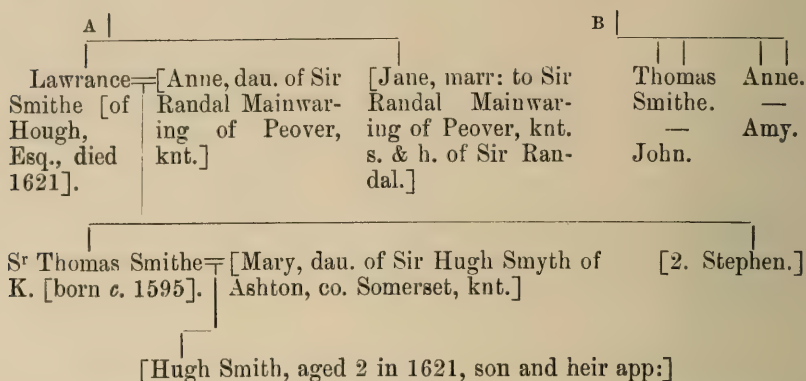 A
B
Lawrance
Smithe [of
Hough,
Esq., died
1621].
[Anne, dau. of Sir
Randal Mainwar-
ing of Peover,
knt.]
[Jane, marr: to Sir
Randal Mainwar-
ing of Peover, knt.
s. & h. of Sir Ran-
dal.]
Thomas
Smithe.
—
John.
Anne.
—
Amy.
Sʳ Thomas Smithe
K. [born c. 1595].
[Mary, dau. of Sir Hugh Smyth of
Ashton, co. Somerset, knt.]
[2. Stephen.]
[Hugh Smith, aged 2 in 1621, son and heir app:]